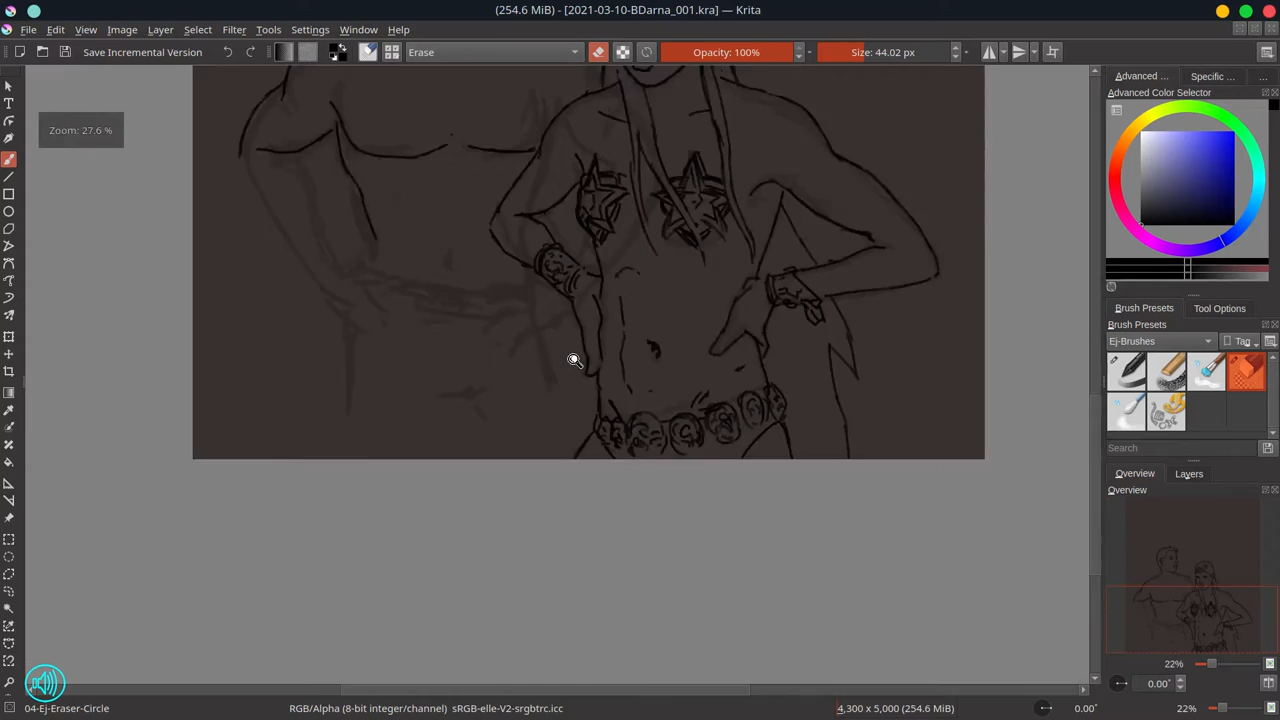 (254.6 MiB) • [2021-03-10-BDarna_001.kra] — Krita
File Edit View Image Layer Select Filter Tools Settings Window Help
Save Incremental Version Erase Opacity: 100% Size: 44.02 px
Advanced ... Specific ... ...
Advanced Color Selector
Zoom: 27.6 %
Brush Presets Tool Options
Brush Presets
Ej-Brushes Tag
Search
Overview Layers
Overview
22%
0.00°
04-Ej-Eraser-Circle RGB/Alpha (8-bit integer/channel) sRGB-elle-V2-srgbtrc.icc 4,300 x 5,000 (254.6 MiB) 0.00° 22%